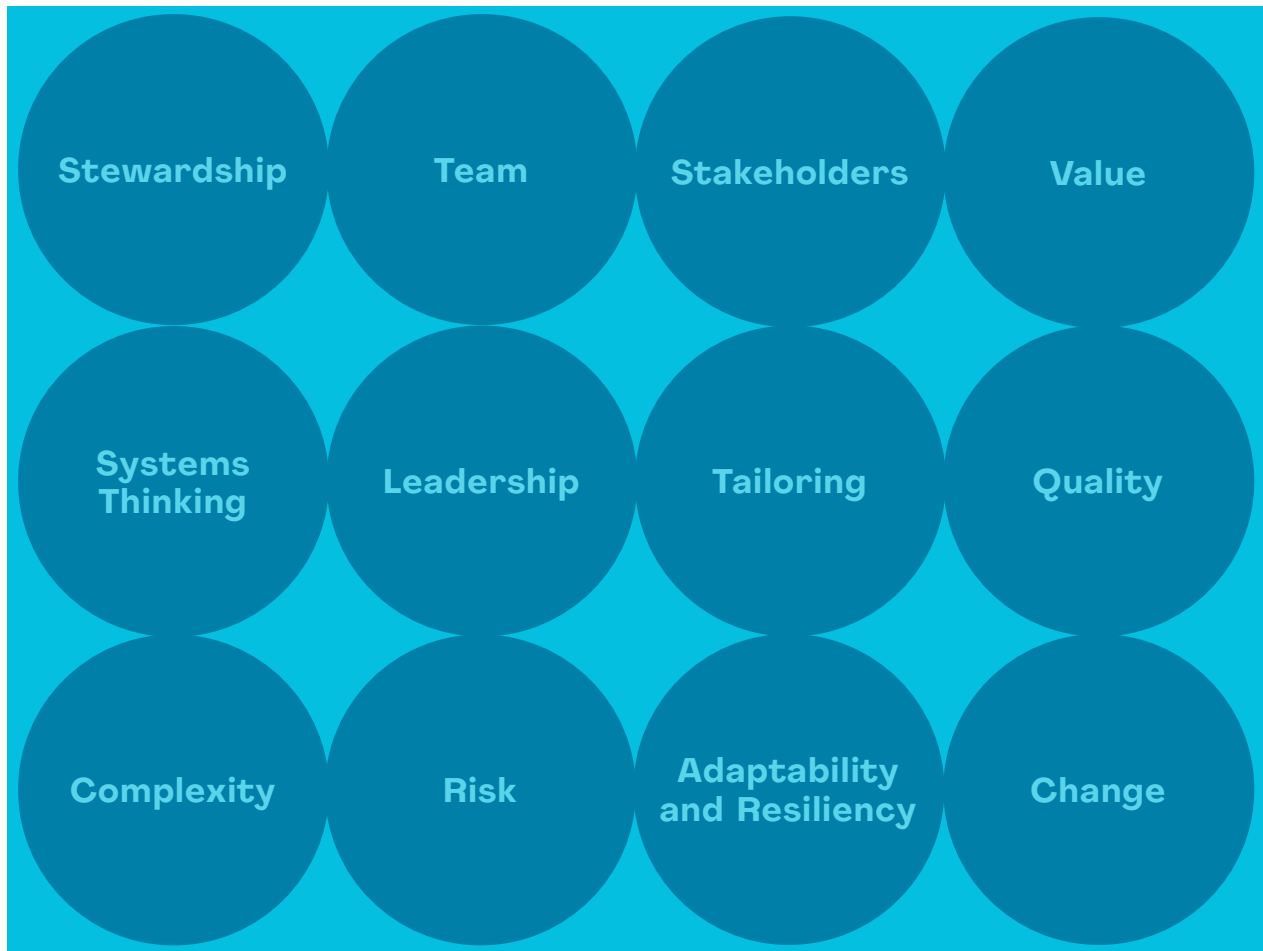 Stewardship
Team
Stakeholders
Value
Systems
Thinking
Leadership
Tailoring
Quality
Complexity
Risk
Adaptability
and Resiliency
Change